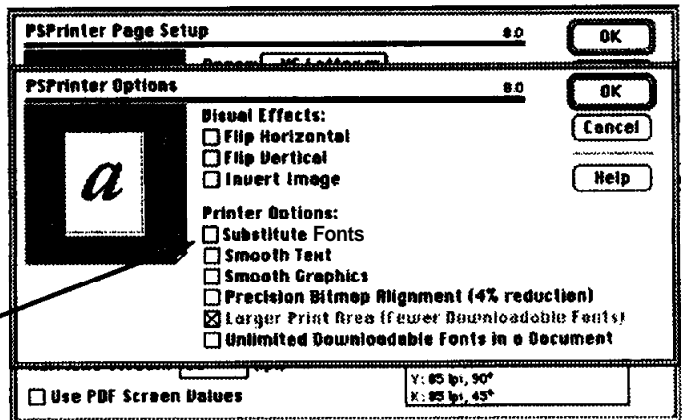 PSPrinter Page Setup 8.0 OK
PSPrinter Options 8.0 OK
Visual Effects:
Flip Horizontal
Cancel
Flip Vertical
Invert Image
Help
a
Printer Options:
Substitute Fonts
Smooth Text
Smooth Graphics
Precision Bitmap Alignment (4% reduction)
Larger Print Area (Fewer Downloadable Fonts)
Unlimited Downloadable Fonts in a Document
Use PDF Screen Values
Y: 85 lpi, 90°
K: 85 lpi, 45°